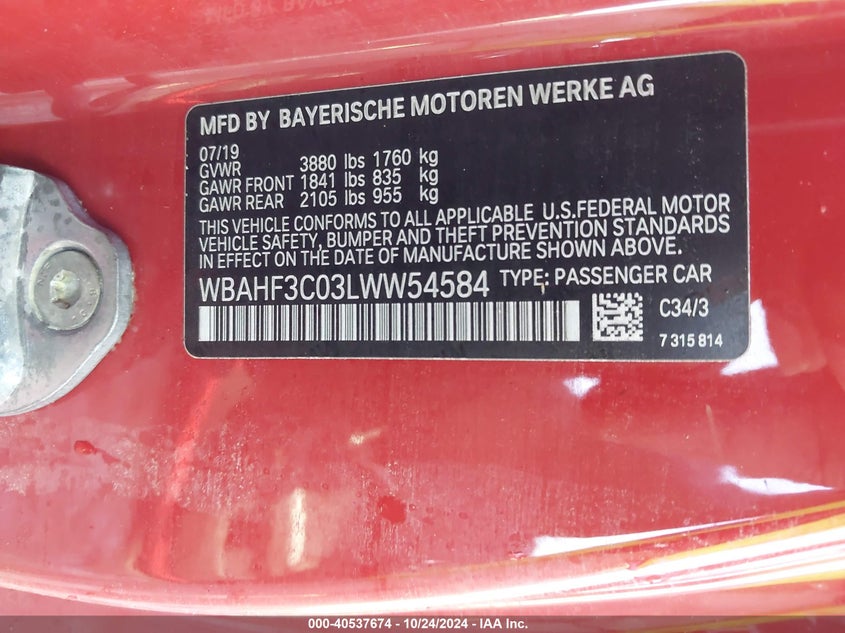 MFD BY BAYERISCHE MOTOREN WERKE AG
07/19
GVWR 3880 lbs 1760 kg
GAWR FRONT 1841 lbs 835 kg
GAWR REAR 2105 lbs 955 kg
THIS VEHICLE CONFORMS TO ALL APPLICABLE U.S.FEDERAL MOTOR
VEHICLE SAFETY, BUMPER AND THEFT PREVENTION STANDARDS
IN EFFECT ON THE DATE OF MANUFACTURE SHOWN ABOVE.
WBAHF3C03LWW54584 TYPE: PASSENGER CAR
C34/3
7 315 814
000-40537674 - 10/24/2024 - IAA Inc.